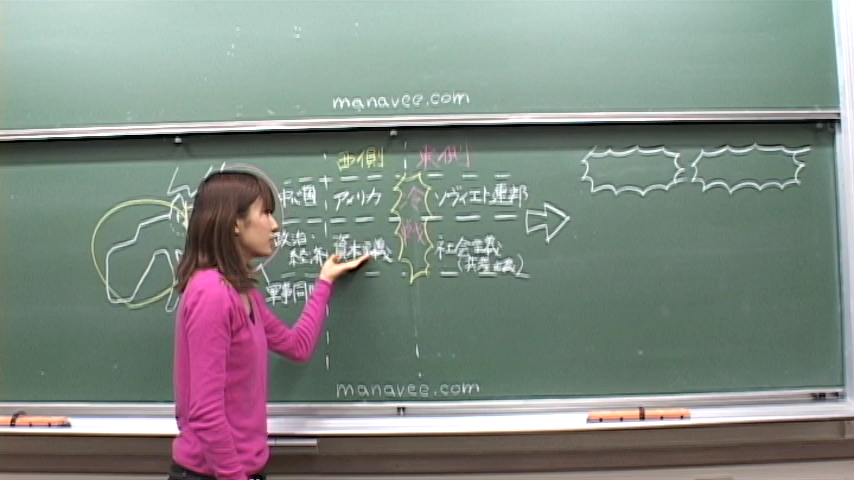 manavee.com
西側 東側
中心国 アメリカ 冷戦 ソヴィエト連邦
政治・経済 資本主義 社会主義
(共産主義)
軍事同
manavee.com